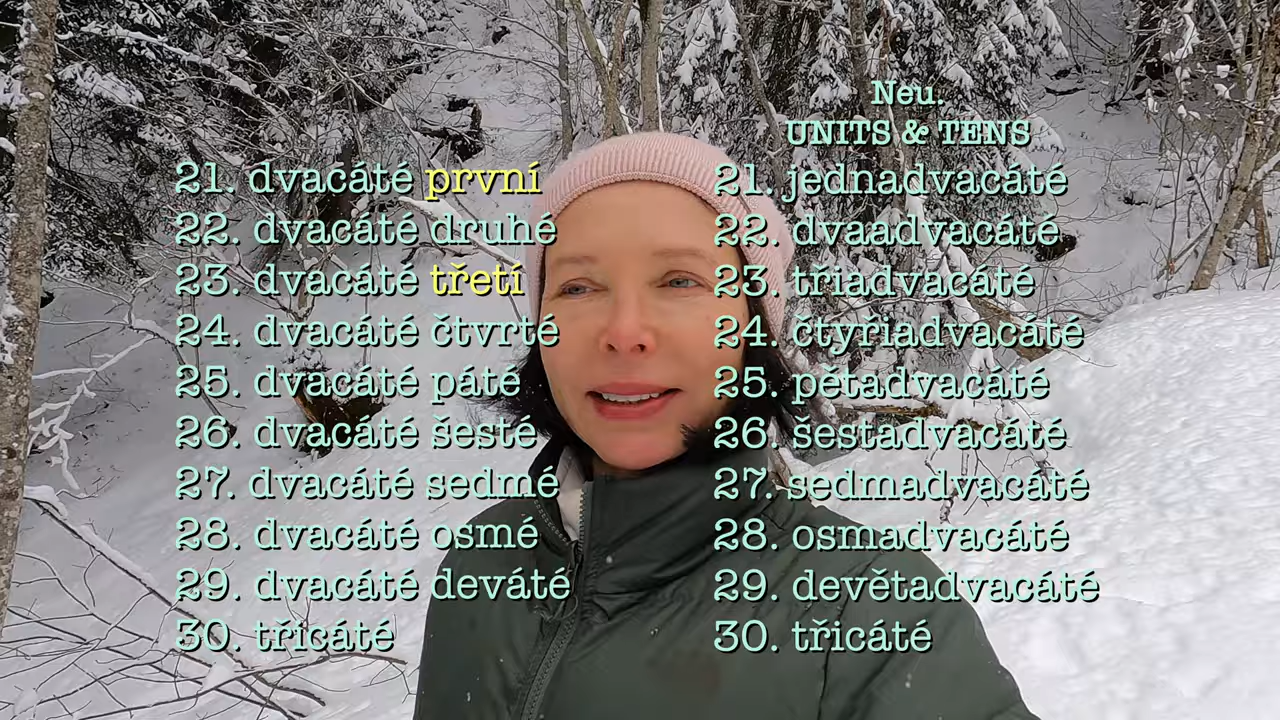 21. dvacáté první
22. dvacáté druhé
23. dvacáté třetí
24. dvacáté čtvrté
25. dvacáté páté
26. dvacáté šesté
27. dvacáté sedmé
28. dvacáté osmé
29. dvacáté deváté
30. třicáté
Neu.
UNITS & TENS
21. jednadvacáté
22. dvaadvacáté
23. třiadvacáté
24. čtyřiadvacáté
25. pětadvacáté
26. šestadvacáté
27. sedmadvacáté
28. osmadvacáté
29. devětadvacáté
30. třicáté